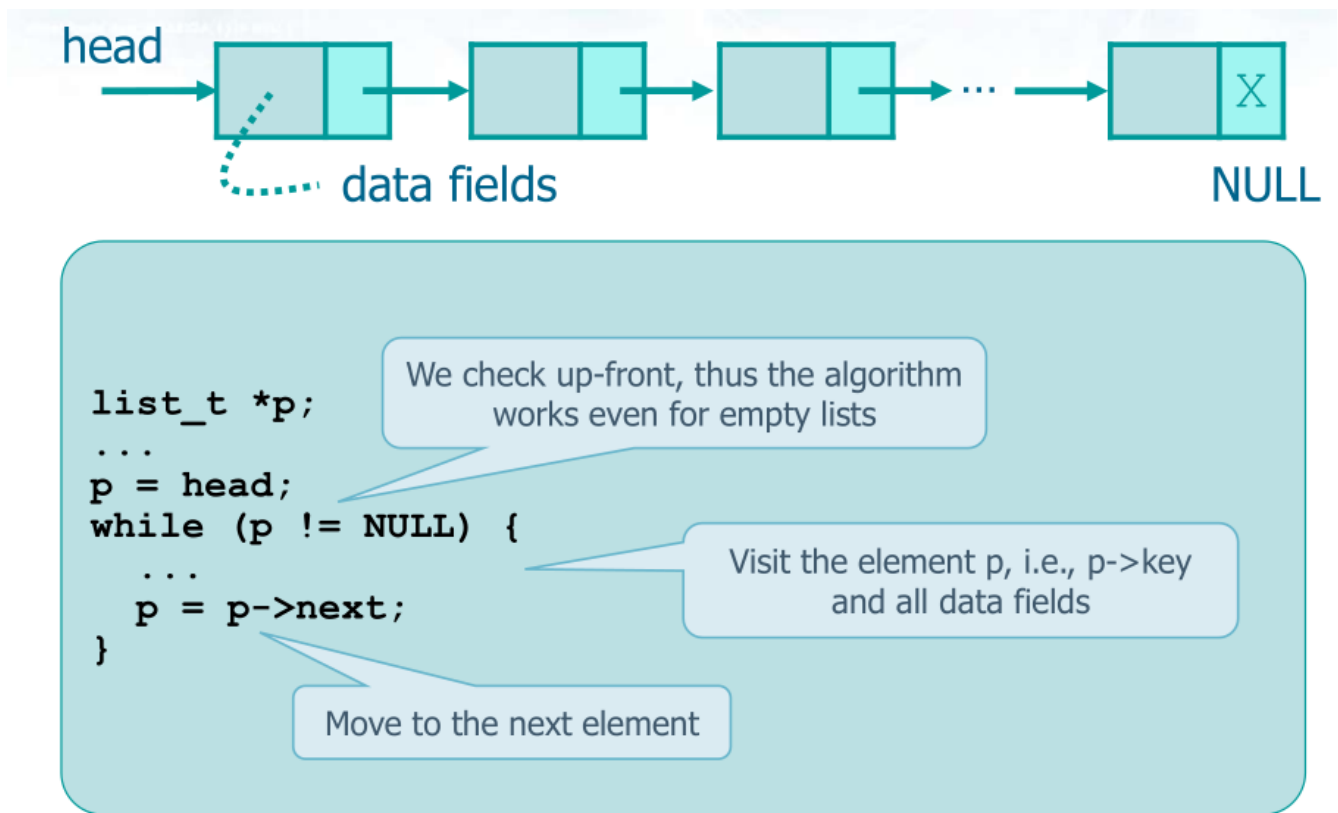 head
... X
data fields
NULL
We check up-front, thus the algorithm
works even for empty lists
list_t *p;
...
p = head;
while (p != NULL) {
...
Visit the element p, i.e., p->key
and all data fields
p = p->next;
}
Move to the next element